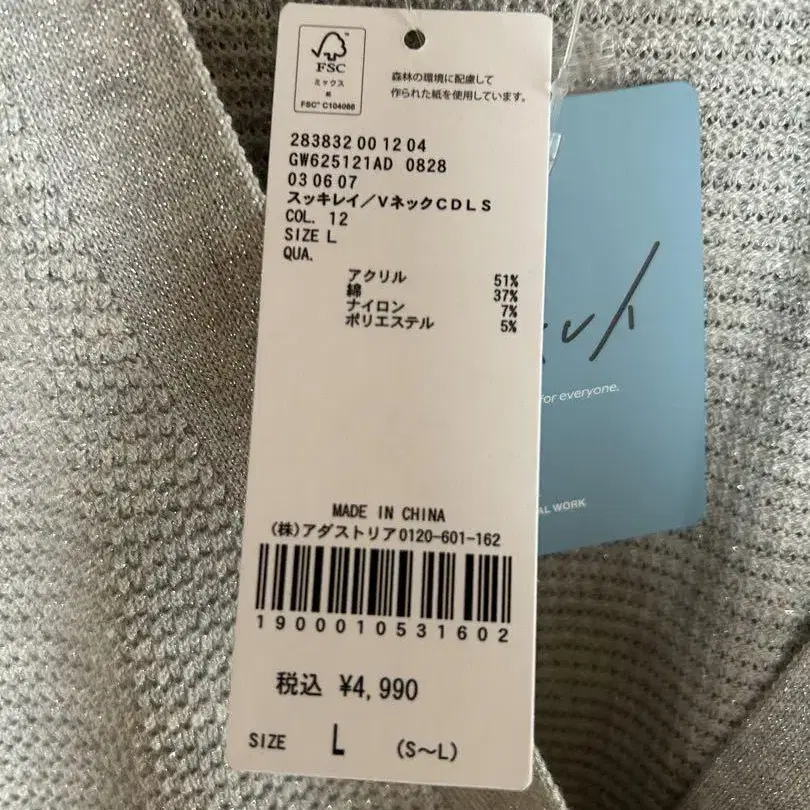 FSC
ミックス
紙
FSC™ C104066
森林の環境に配慮して
作られた紙を使用しています。
283832 00 12 04
GW625121AD 0828
03 06 07
スッキレイ／VネックCDLS
COL. 12
SIZE L
QUA.
アクリル 51%
綿 37%
ナイロン 7%
ポリエステル 5%
for everyone.
WORK
MADE IN CHINA
(株)アダストリア0120-601-162
1900010531602
税込 ¥4,990
SIZE L (S～L)